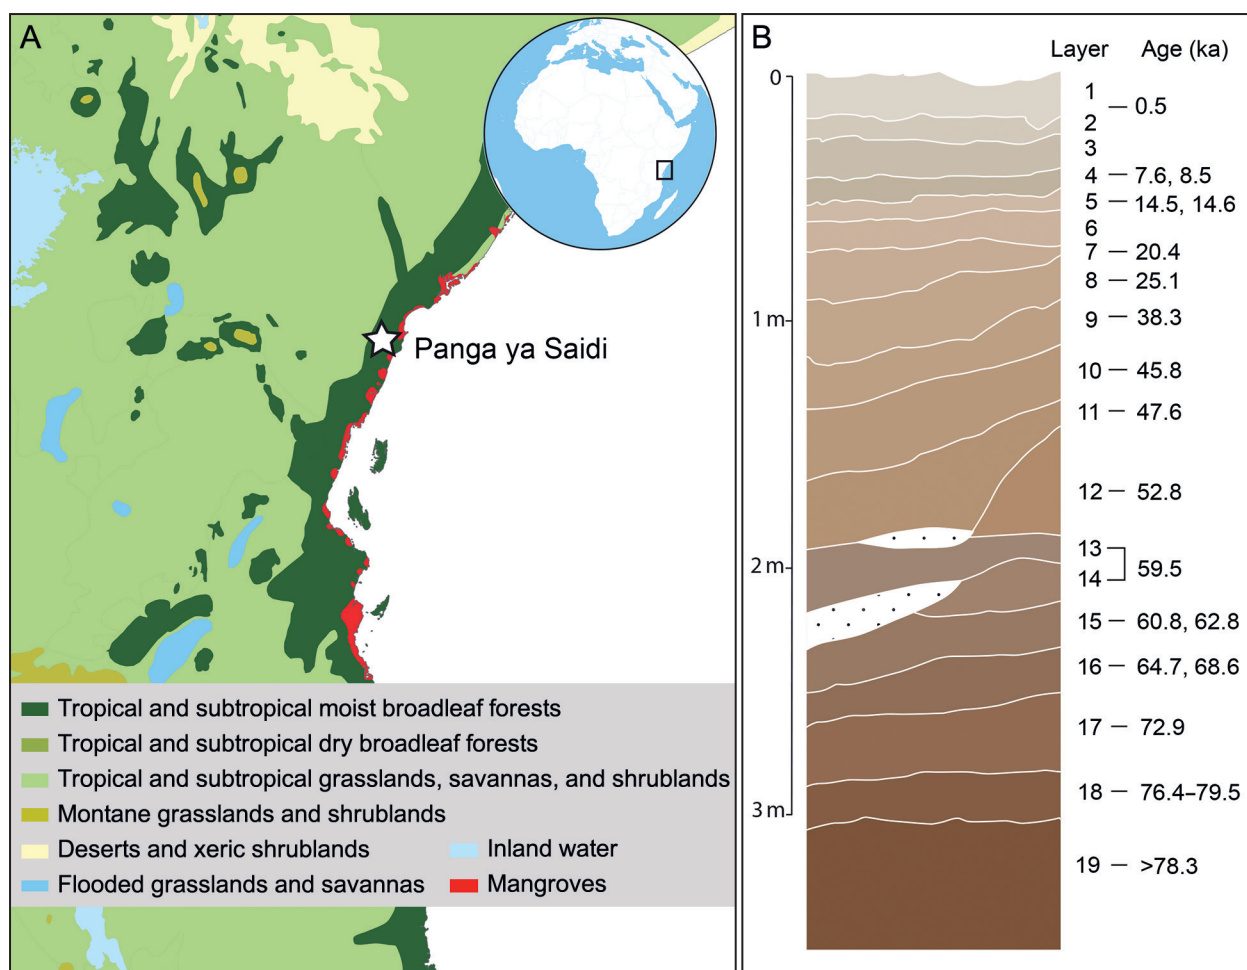 A
Panga ya Saidi
Tropical and subtropical moist broadleaf forests
Tropical and subtropical dry broadleaf forests
Tropical and subtropical grasslands, savannas, and shrublands
Montane grasslands and shrublands
Deserts and xeric shrublands
Inland water
Flooded grasslands and savannas
Mangroves
B
Layer Age (ka)
0
1
0.5
2
3
4 7.6, 8.5
5 14.5, 14.6
6
7 20.4
8 25.1
1 m 9 38.3
10 45.8
11 47.6
12 52.8
13
2 m 59.5
14
15 60.8, 62.8
16 64.7, 68.6
17 72.9
18 76.4–79.5
3 m
19 >78.3